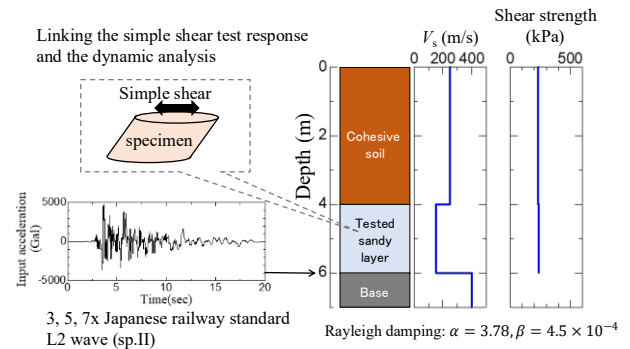 Linking the simple shear test response
and the dynamic analysis
Simple shear
specimen
Input acceleration
(Gal)
5000
0
-5000
0 5 10 15 20
Time(sec)
3, 5, 7x Japanese railway standard
L2 wave (sp.II)
Depth (m)
0
2
4
6
Cohesive
soil
Tested
sandy
layer
Base
Vs (m/s)
0 200 400
Shear strength
(kPa)
0 500
Rayleigh damping: α = 3.78, β = 4.5 × 10⁻⁴